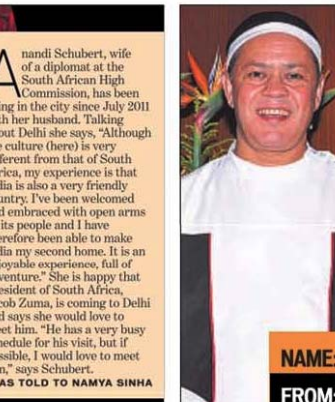 Anandi Schubert, wife
of a diplomat at the
South African High
Commission, has been
ing in the city since July 2011
th her husband. Talking
out Delhi she says, "Although
e culture (here) is very
ferent from that of South
rica, my experience is that
dia is also a very friendly
untry. I've been welcomed
d embraced with open arms
its people and I have
erefore been able to make
dia my second home. It is an
joyable experience, full of
venture." She is happy that
esident of South Africa,
cob Zuma, is coming to Delhi
d says she would love to
eet him. "He has a very busy
hedule for his visit, but if
ssible, I would love to meet
n," says Schubert.
AS TOLD TO NAMYA SINHA
NAME:
FROM: